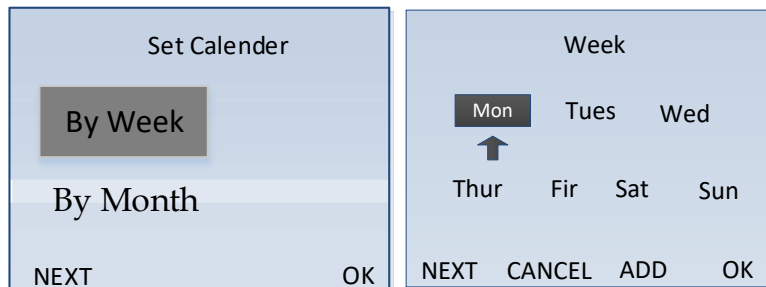 Set Calender
By Week
By Month
NEXT OK
Week
Mon Tues Wed
Thur Fir Sat Sun
NEXT CANCEL ADD OK